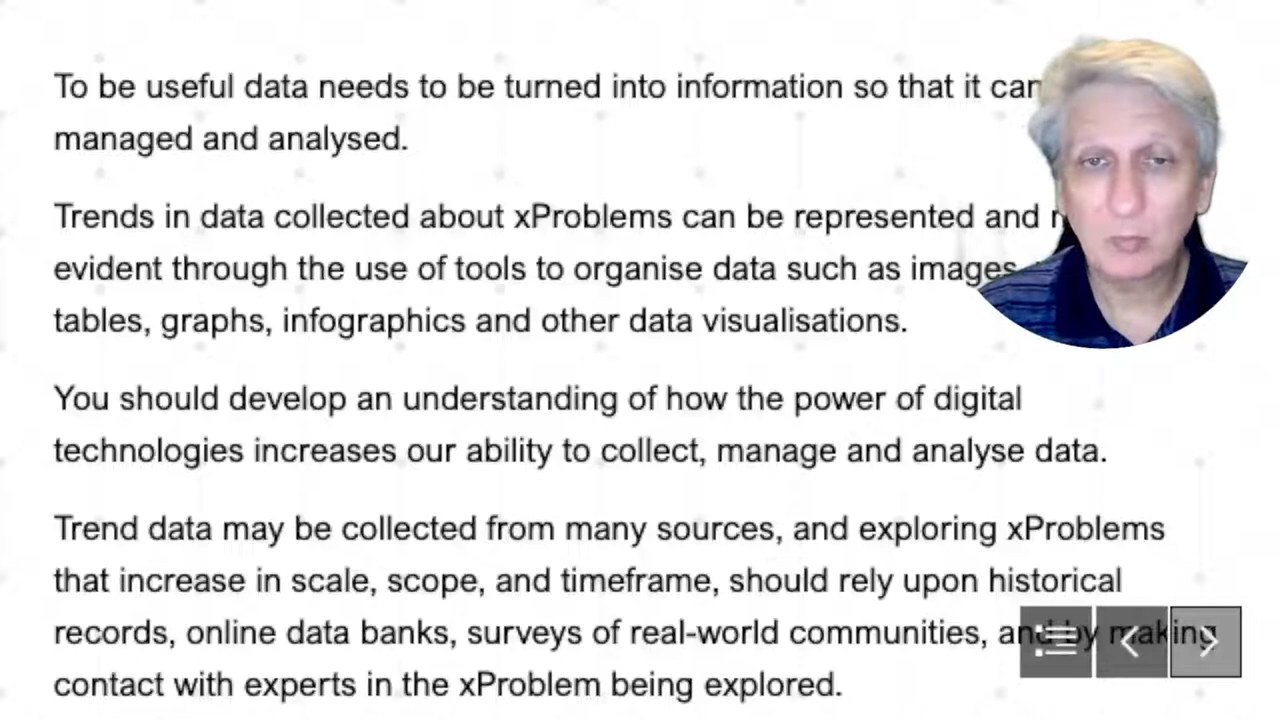 To be useful data needs to be turned into information so that it can
managed and analysed.
Trends in data collected about xProblems can be represented and
evident through the use of tools to organise data such as images
tables, graphs, infographics and other data visualisations.
You should develop an understanding of how the power of digital
technologies increases our ability to collect, manage and analyse data.
Trend data may be collected from many sources, and exploring xProblems
that increase in scale, scope, and timeframe, should rely upon historical
records, online data banks, surveys of real-world communities, and by making
contact with experts in the xProblem being explored.